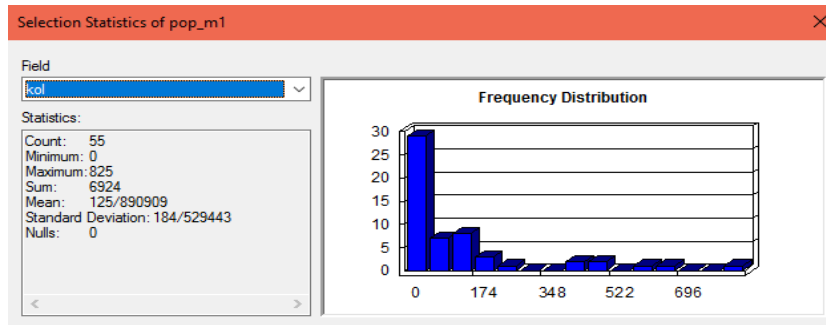 Selection Statistics of pop_m1
Field
kol
Statistics:
Count: 55
Minimum: 0
Maximum: 825
Sum: 6924
Mean: 125/890909
Standard Deviation: 184/529443
Nulls: 0
Frequency Distribution
30
25
20
15
10
5
0
0 174 348 522 696